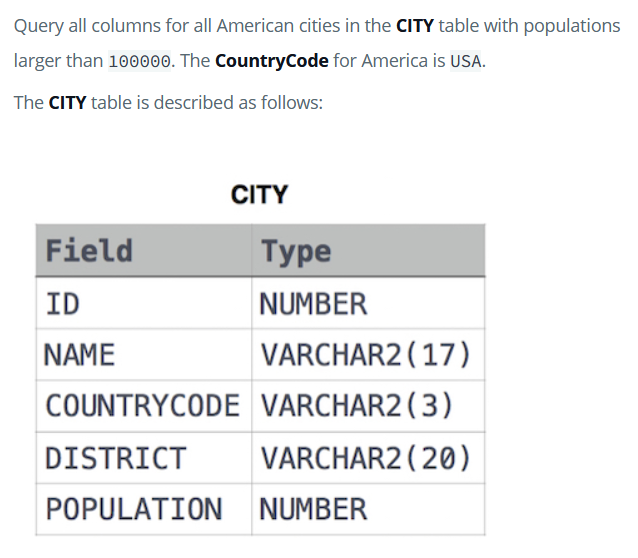 Query all columns for all American cities in the CITY table with populations
larger than 100000. The CountryCode for America is USA.
The CITY table is described as follows:
CITY
Field Type
ID NUMBER
NAME VARCHAR2(17)
COUNTRYCODE VARCHAR2(3)
DISTRICT VARCHAR2(20)
POPULATION NUMBER